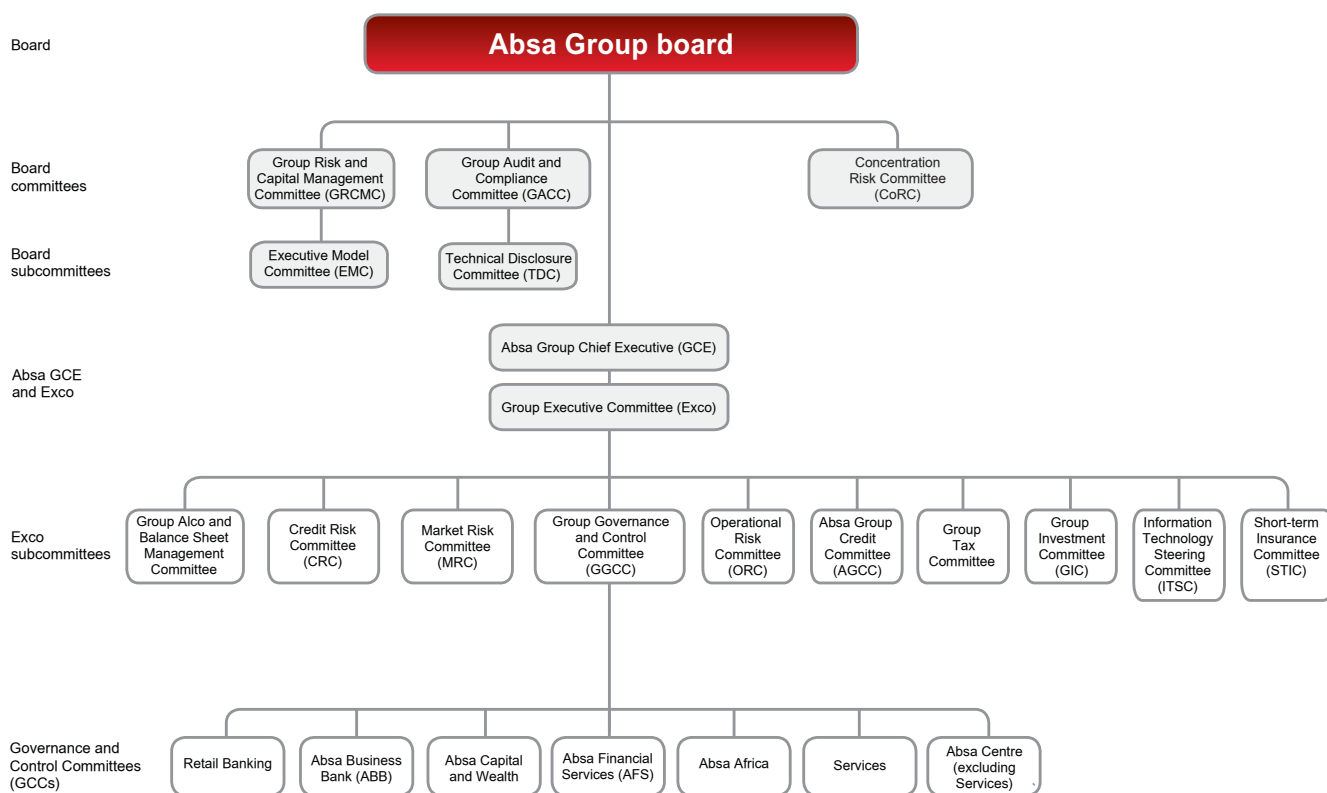 Board
Absa Group board
Board
committees
Group Risk and
Capital Management
Committee (GRCMC)
Group Audit and
Compliance
Committee (GACC)
Concentration
Risk Committee
(CoRC)
Board
subcommittees
Executive Model
Committee (EMC)
Technical Disclosure
Committee (TDC)
Absa GCE
and Exco
Absa Group Chief Executive (GCE)
Group Executive Committee (Exco)
Exco
subcommittees
Group Alco and
Balance Sheet
Management
Committee
Credit Risk
Committee
(CRC)
Market Risk
Committee
(MRC)
Group Governance
and Control
Committee
(GGCC)
Operational
Risk
Committee
(ORC)
Absa Group
Credit
Committee
(AGCC)
Group
Tax
Committee
Group
Investment
Committee
(GIC)
Information
Technology
Steering
Committee
(ITSC)
Short-term
Insurance
Committee
(STIC)
Governance and
Control Committees
(GCCs)
Retail Banking
Absa Business
Bank (ABB)
Absa Capital
and Wealth
Absa Financial
Services (AFS)
Absa Africa
Services
Absa Centre
(excluding
Services)